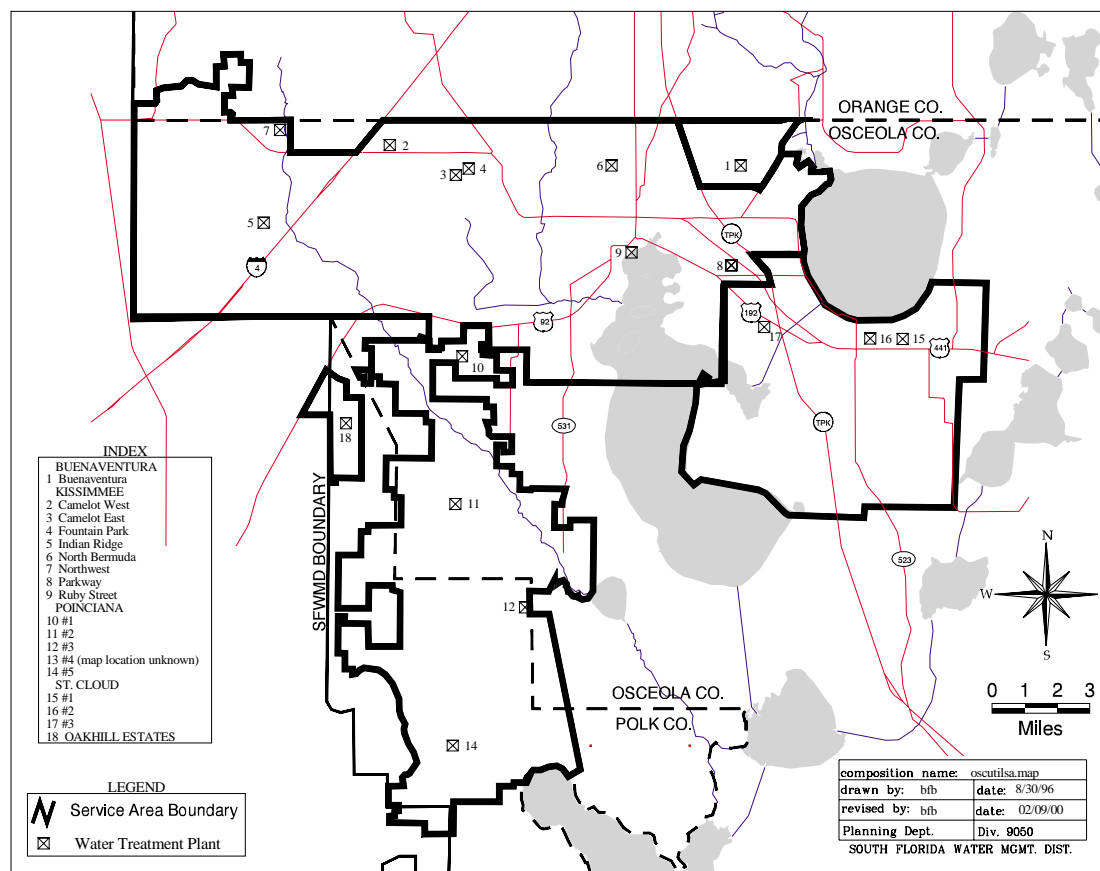 ORANGE CO.
OSCEOLA CO.
7
2
3
4
6
1
5
4
TPK
9
8
92
192
17
16
15
441
10
18
531
TPK
11
523
12
SFWMD BOUNDARY
OSCEOLA CO.
POLK CO.
14
INDEX
BUENAVENTURA
1 Buenaventura
KISSIMMEE
2 Camelot West
3 Camelot East
4 Fountain Park
5 Indian Ridge
6 North Bermuda
7 Northwest
8 Parkway
9 Ruby Street
POINCIANA
10 #1
11 #2
12 #3
13 #4 (map location unknown)
14 #5
ST. CLOUD
15 #1
16 #2
17 #3
18 OAKHILL ESTATES
LEGEND
Service Area Boundary
Water Treatment Plant
N
W
S
0 1 2 3
Miles
composition name: oscutilsa.map
drawn by: bfb date: 8/30/96
revised by: bfb date: 02/09/00
Planning Dept. Div. 9050
SOUTH FLORIDA WATER MGMT. DIST.